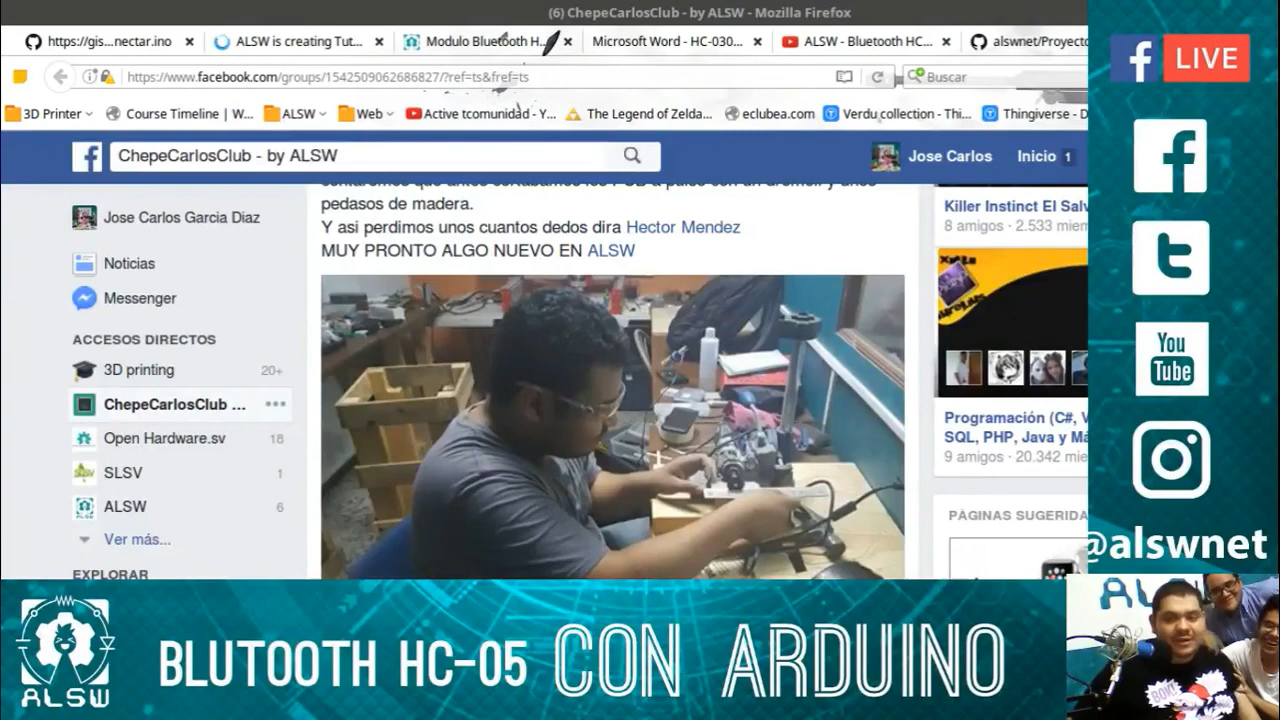 (6) ChepeCarlosClub - by ALSW - Mozilla Firefox
https://gis...nectar.ino
ALSW is creating Tut...
Modulo Bluetooth H...
Microsoft Word - HC-030...
ALSW - Bluetooth HC...
alswnet/Proyecto
https://www.facebook.com/groups/1542509062686827/?ref=ts&fref=ts
Buscar
3D Printer
Course Timeline | W...
ALSW
Web
Active tcomunidad - Y...
The Legend of Zelda...
eclubea.com
Verdu collection - Thi...
Thingiverse - D
ChepeCarlosClub - by ALSW
Jose Carlos
Inicio 1
Jose Carlos Garcia Diaz
Noticias
Messenger
ACCESOS DIRECTOS
3D printing 20+
ChepeCarlosClub ...
Open Hardware.sv 18
SLSV 1
ALSW 6
Ver más...
EXPLORAR
pedasos de madera.
Y asi perdimos unos cuantos dedos dira Hector Mendez
MUY PRONTO ALGO NUEVO EN ALSW
Killer Instinct El Salv
8 amigos · 2.533 miem
Programación (C#, V
SQL, PHP, Java y Má
9 amigos · 20.342 mie
PÁGINAS SUGERIDA
LIVE
You
Tube
@alswnet
ALSW
BLUTOOTH HC-05 CON ARDUINO